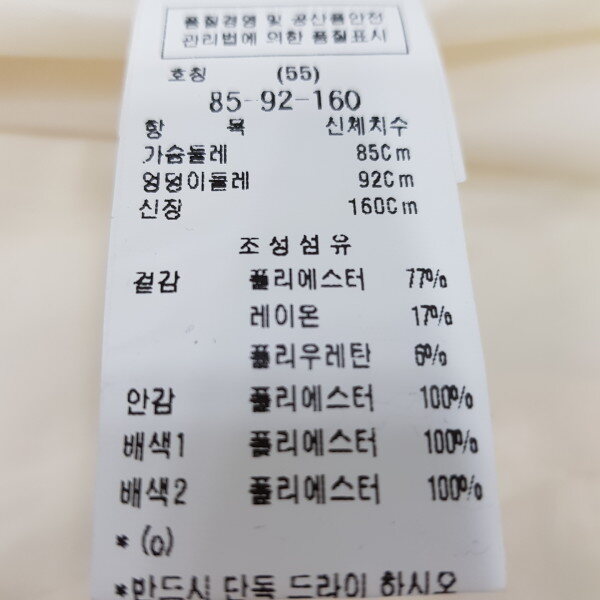 품질경영 및 공산품안전
관리법에 의한 품질표시
호칭 (55)
85-92-160
항 목 신체치수
가슴둘레 85Cm
엉덩이둘레 92Cm
신장 160Cm
조성섬유
겉감 폴리에스터 77%
레이온 17%
폴리우레탄 6%
안감 폴리에스터 100%
배색1 폴리에스터 100%
배색2 폴리에스터 100%
* (o)
*반드시 단독 드라이 하시오